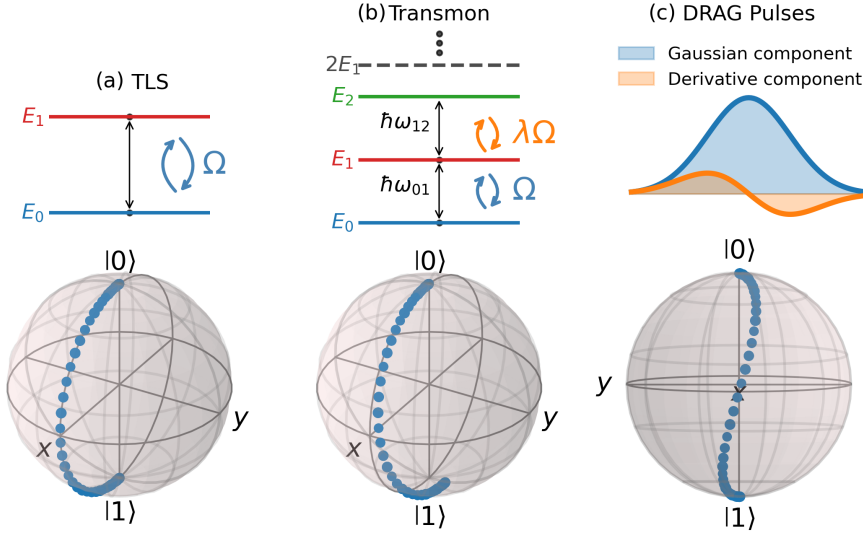 (a) TLS
E₁
Ω
E₀
|0⟩
x
y
|1⟩
(b) Transmon
2E₁
E₂
ℏω₁₂
λΩ
E₁
ℏω₀₁
Ω
E₀
|0⟩
x
y
|1⟩
(c) DRAG Pulses
Gaussian component
Derivative component
|0⟩
y
x
|1⟩